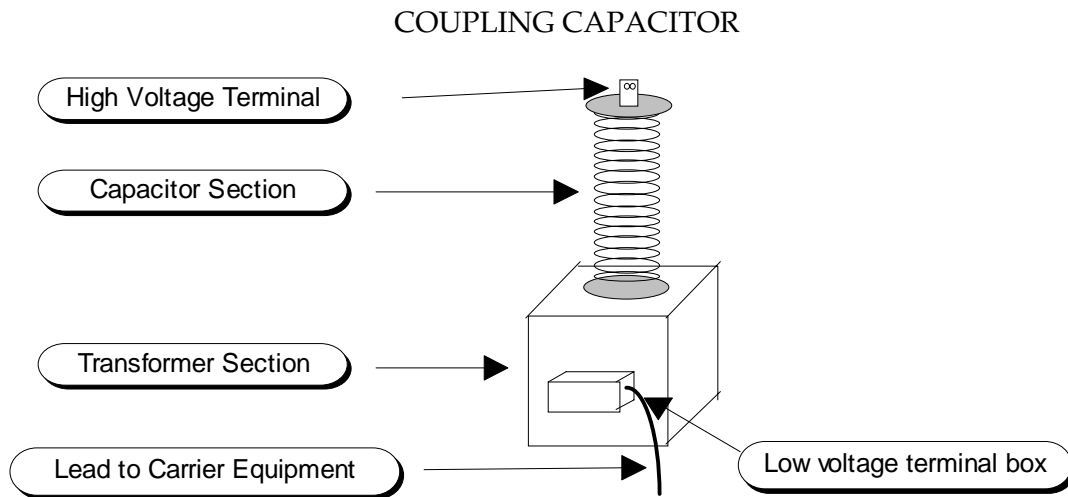 COUPLING CAPACITOR
High Voltage Terminal
Capacitor Section
Transformer Section
Lead to Carrier Equipment
Low voltage terminal box